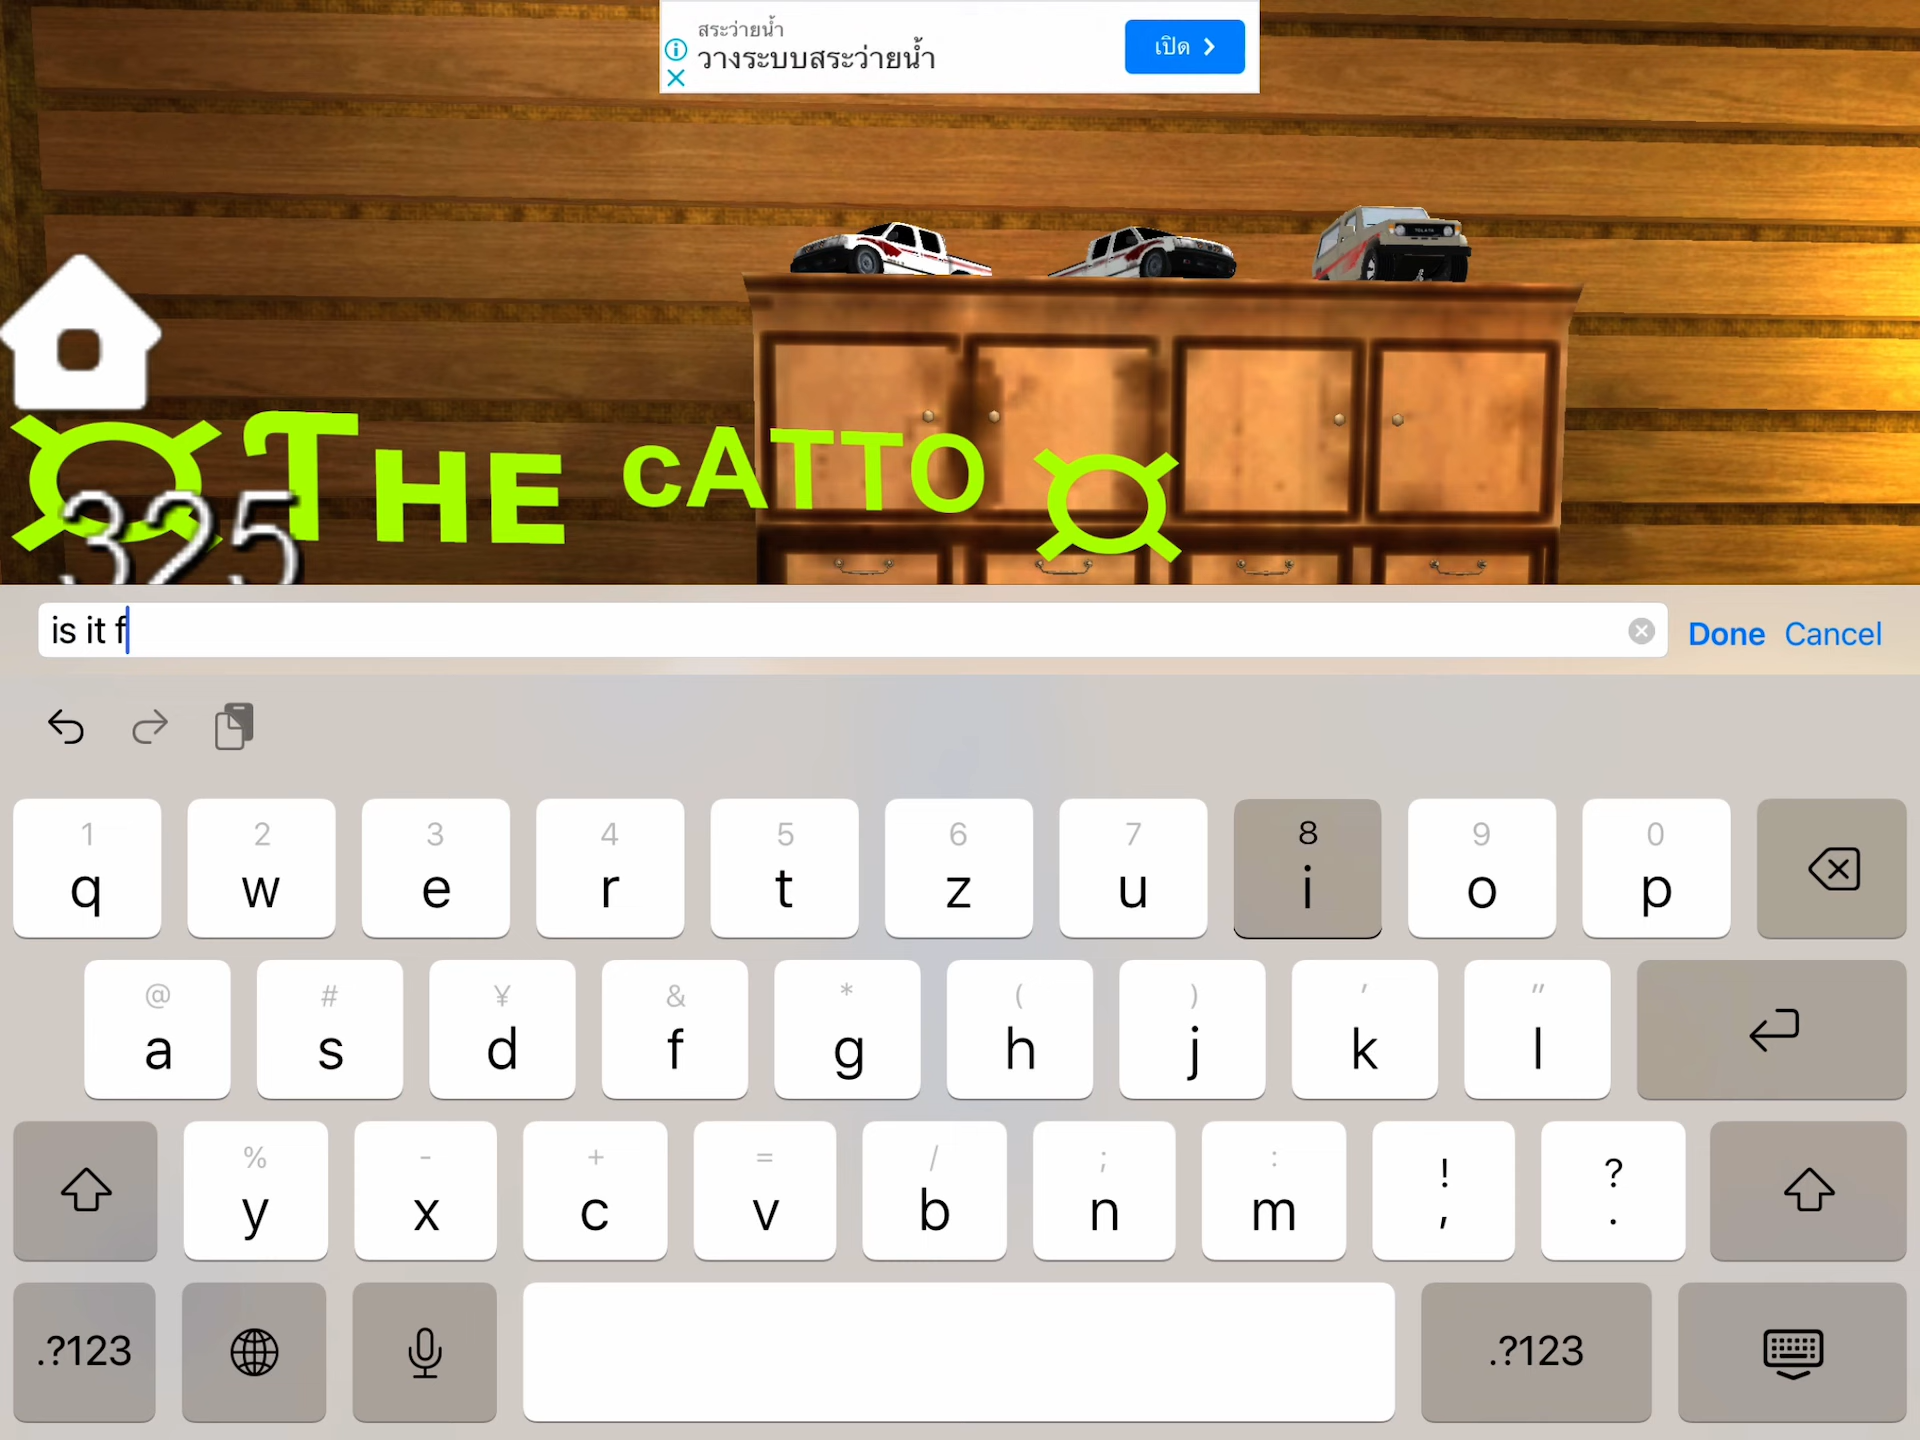 สระว่ายน้ำ
วางระบบสระว่ายน้ำ
เปิด
¤The cATTO ¤
325
is it f
Done Cancel
1 2 3 4 5 6 7 8 9 0
q w e r t z u i o p
@ # ¥ & * ( ) ' "
a s d f g h j k l
% - + = / ; : ! ?
y x c v b n m , .
.?123 .?123